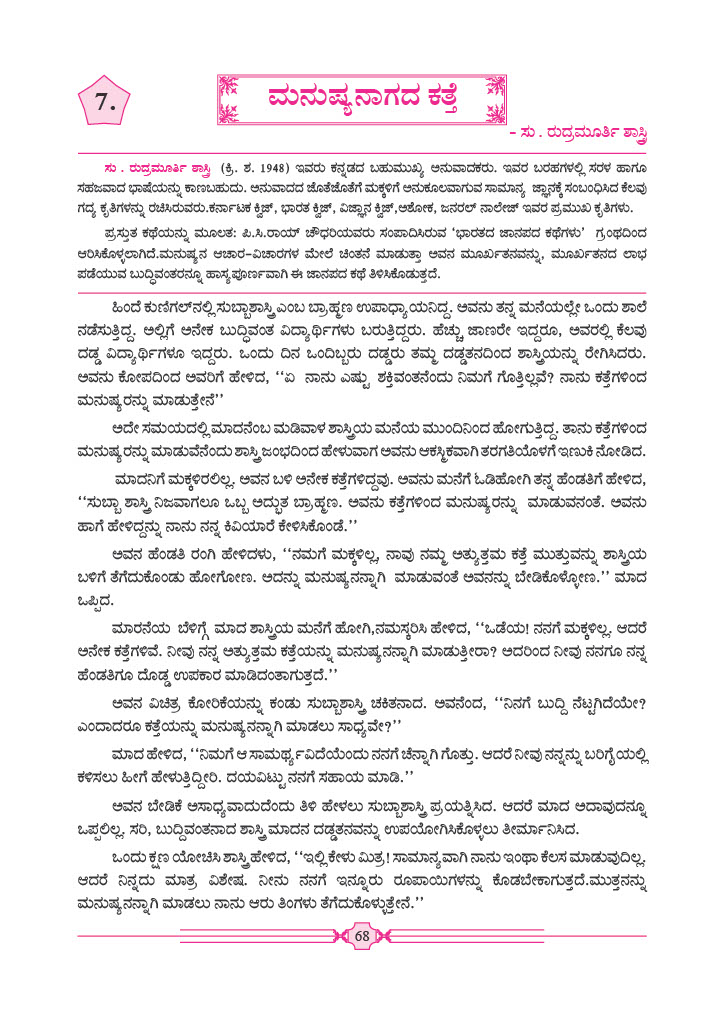 7.
ಮನುಷ್ಯನಾಗದ ಕತ್ತೆ
– ಸು . ರುದ್ರಮೂರ್ತಿ ಶಾಸ್ತ್ರಿ
ಸು . ರುದ್ರಮೂರ್ತಿ ಶಾಸ್ತ್ರಿ (ಕ್ರಿ. ಶ. 1948) ಇವರು ಕನ್ನಡದ ಬಹುಮುಖ್ಯ ಅನುವಾದಕರು. ಇವರ ಬರಹಗಳಲ್ಲಿ ಸರಳ ಹಾಗೂ
ಸಹಜವಾದ ಭಾಷೆಯನ್ನು ಕಾಣಬಹುದು. ಅನುವಾದದ ಜೊತೆಜೊತೆಗೆ ಮಕ್ಕಳಿಗೆ ಅನುಕೂಲವಾಗುವ ಸಾಮಾನ್ಯ ಜ್ಞಾನಕ್ಕೆ ಸಂಬಂಧಿಸಿದ ಕೆಲವು
ಗದ್ಯ ಕೃತಿಗಳನ್ನು ರಚಿಸಿರುವರು.ಕರ್ನಾಟಕ ಕ್ವಿಜ್, ಭಾರತ ಕ್ವಿಜ್, ವಿಜ್ಞಾನ ಕ್ವಿಜ್,ಅಶೋಕ, ಜನರಲ್ ನಾಲೇಜ್ ಇವರ ಪ್ರಮುಖ ಕೃತಿಗಳು.
ಪ್ರಸ್ತುತ ಕಥೆಯನ್ನು ಮೂಲತ: ಪಿ.ಸಿ.ರಾಯ್ ಚೌಧರಿಯವರು ಸಂಪಾದಿಸಿರುವ ‘ಭಾರತದ ಜಾನಪದ ಕಥೆಗಳು’ ಗ್ರಂಥದಿಂದ
ಆರಿಸಿಕೊಳ್ಳಲಾಗಿದೆ.ಮನುಷ್ಯನ ಆಚಾರ–ವಿಚಾರಗಳ ಮೇಲೆ ಚಿಂತನೆ ಮಾಡುತ್ತಾ ಅವನ ಮೂರ್ಖತನವನ್ನು, ಮೂರ್ಖತನದ ಲಾಭ
ಪಡೆಯುವ ಬುದ್ಧಿವಂತರನ್ನೂ ಹಾಸ್ಯಪೂರ್ಣವಾಗಿ ಈ ಜಾನಪದ ಕಥೆ ತಿಳಿಸಿಕೊಡುತ್ತದೆ.
ಹಿಂದೆ ಕುಣಿಗಲ್‌ನಲ್ಲಿ ಸುಬ್ಬಾಶಾಸ್ತ್ರಿ ಎಂಬ ಬ್ರಾಹ್ಮಣ ಉಪಾಧ್ಯಾಯನಿದ್ದ. ಅವನು ತನ್ನ ಮನೆಯಲ್ಲೇ ಒಂದು ಶಾಲೆ
ನಡೆಸುತ್ತಿದ್ದ. ಅಲ್ಲಿಗೆ ಅನೇಕ ಬುದ್ಧಿವಂತ ವಿದ್ಯಾರ್ಥಿಗಳು ಬರುತ್ತಿದ್ದರು. ಹೆಚ್ಚು ಜಾಣರೇ ಇದ್ದರೂ, ಅವರಲ್ಲಿ ಕೆಲವು
ದಡ್ಡ ವಿದ್ಯಾರ್ಥಿಗಳೂ ಇದ್ದರು. ಒಂದು ದಿನ ಒಂದಿಬ್ಬರು ದಡ್ಡರು ತಮ್ಮ ದಡ್ಡತನದಿಂದ ಶಾಸ್ತ್ರಿಯನ್ನು ರೇಗಿಸಿದರು.
ಅವನು ಕೋಪದಿಂದ ಅವರಿಗೆ ಹೇಳಿದ, ‘‘ಏ ನಾನು ಎಷ್ಟು ಶಕ್ತಿವಂತನೆಂದು ನಿಮಗೆ ಗೊತ್ತಿಲ್ಲವೆ? ನಾನು ಕತ್ತೆಗಳಿಂದ
ಮನುಷ್ಯರನ್ನು ಮಾಡುತ್ತೇನೆ’’
ಅದೇ ಸಮಯದಲ್ಲಿ ಮಾದನೆಂಬ ಮಡಿವಾಳ ಶಾಸ್ತ್ರಿಯ ಮನೆಯ ಮುಂದಿನಿಂದ ಹೋಗುತ್ತಿದ್ದ. ತಾನು ಕತ್ತೆಗಳಿಂದ
ಮನುಷ್ಯರನ್ನು ಮಾಡುವೆನೆಂದು ಶಾಸ್ತ್ರಿ ಜಂಭದಿಂದ ಹೇಳುವಾಗ ಅವನು ಆಕಸ್ಮಿಕವಾಗಿ ತರಗತಿಯೊಳಗೆ ಇಣುಕಿ ನೋಡಿದ.
ಮಾದನಿಗೆ ಮಕ್ಕಳಿರಲಿಲ್ಲ. ಅವನ ಬಳಿ ಅನೇಕ ಕತ್ತೆಗಳಿದ್ದವು. ಅವನು ಮನೆಗೆ ಓಡಿಹೋಗಿ ತನ್ನ ಹೆಂಡತಿಗೆ ಹೇಳಿದ,
‘‘ಸುಬ್ಬಾ ಶಾಸ್ತ್ರಿ ನಿಜವಾಗಲೂ ಒಬ್ಬ ಅದ್ಭುತ ಬ್ರಾಹ್ಮಣ. ಅವನು ಕತ್ತೆಗಳಿಂದ ಮನುಷ್ಯರನ್ನು ಮಾಡುವನಂತೆ. ಅವನು
ಹಾಗೆ ಹೇಳಿದ್ದನ್ನು ನಾನು ನನ್ನ ಕಿವಿಯಾರೆ ಕೇಳಿಸಿಕೊಂಡೆ.’’
ಅವನ ಹೆಂಡತಿ ರಂಗಿ ಹೇಳಿದಳು, ‘‘ನಮಗೆ ಮಕ್ಕಳಿಲ್ಲ, ನಾವು ನಮ್ಮ ಅತ್ಯುತ್ತಮ ಕತ್ತೆ ಮುತ್ತುವನ್ನು ಶಾಸ್ತ್ರಿಯ
ಬಳಿಗೆ ತೆಗೆದುಕೊಂಡು ಹೋಗೋಣ. ಅದನ್ನು ಮನುಷ್ಯನನ್ನಾಗಿ ಮಾಡುವಂತೆ ಅವನನ್ನು ಬೇಡಿಕೊಳ್ಳೋಣ.’’ ಮಾದ
ಒಪ್ಪಿದ.
ಮಾರನೆಯ ಬೆಳಿಗ್ಗೆ ಮಾದ ಶಾಸ್ತ್ರಿಯ ಮನೆಗೆ ಹೋಗಿ,ನಮಸ್ಕರಿಸಿ ಹೇಳಿದ, ‘‘ಒಡೆಯ! ನನಗೆ ಮಕ್ಕಳಿಲ್ಲ. ಆದರೆ
ಅನೇಕ ಕತ್ತೆಗಳಿವೆ. ನೀವು ನನ್ನ ಅತ್ಯುತ್ತಮ ಕತ್ತೆಯನ್ನು ಮನುಷ್ಯನನ್ನಾಗಿ ಮಾಡುತ್ತೀರಾ? ಅದರಿಂದ ನೀವು ನನಗೂ ನನ್ನ
ಹೆಂಡತಿಗೂ ದೊಡ್ಡ ಉಪಕಾರ ಮಾಡಿದಂತಾಗುತ್ತದೆ.’’
ಅವನ ವಿಚಿತ್ರ ಕೋರಿಕೆಯನ್ನು ಕಂಡು ಸುಬ್ಬಾಶಾಸ್ತ್ರಿ ಚಕಿತನಾದ. ಅವನೆಂದ, ‘‘ನಿನಗೆ ಬುದ್ದಿ ನೆಟ್ಟಗಿದೆಯೇ?
ಎಂದಾದರೂ ಕತ್ತೆಯನ್ನು ಮನುಷ್ಯನನ್ನಾಗಿ ಮಾಡಲು ಸಾಧ್ಯವೇ?’’
ಮಾದ ಹೇಳಿದ, ‘‘ನಿಮಗೆ ಆ ಸಾಮರ್ಥ್ಯವಿದೆಯೆಂದು ನನಗೆ ಚೆನ್ನಾಗಿ ಗೊತ್ತು. ಆದರೆ ನೀವು ನನ್ನನ್ನು ಬರಿಗೈಯಲ್ಲಿ
ಕಳಿಸಲು ಹೀಗೆ ಹೇಳುತ್ತಿದ್ದೀರಿ. ದಯವಿಟ್ಟು ನನಗೆ ಸಹಾಯ ಮಾಡಿ.’’
ಅವನ ಬೇಡಿಕೆ ಅಸಾಧ್ಯವಾದುದೆಂದು ತಿಳಿ ಹೇಳಲು ಸುಬ್ಬಾಶಾಸ್ತ್ರಿ ಪ್ರಯತ್ನಿಸಿದ. ಆದರೆ ಮಾದ ಅದಾವುದನ್ನೂ
ಒಪ್ಪಲಿಲ್ಲ. ಸರಿ, ಬುದ್ದಿವಂತನಾದ ಶಾಸ್ತ್ರಿ ಮಾದನ ದಡ್ಡತನವನ್ನು ಉಪಯೋಗಿಸಿಕೊಳ್ಳಲು ತೀರ್ಮಾನಿಸಿದ.
ಒಂದು ಕ್ಷಣ ಯೋಚಿಸಿ ಶಾಸ್ತ್ರಿ ಹೇಳಿದ, ‘‘ಇಲ್ಲಿ ಕೇಳು ಮಿತ್ರ! ಸಾಮಾನ್ಯವಾಗಿ ನಾನು ಇಂಥಾ ಕೆಲಸ ಮಾಡುವುದಿಲ್ಲ.
ಆದರೆ ನಿನ್ನದು ಮಾತ್ರ ವಿಶೇಷ. ನೀನು ನನಗೆ ಇನ್ನೂರು ರೂಪಾಯಿಗಳನ್ನು ಕೊಡಬೇಕಾಗುತ್ತದೆ.ಮುತ್ತನನ್ನು
ಮನುಷ್ಯನನ್ನಾಗಿ ಮಾಡಲು ನಾನು ಆರು ತಿಂಗಳು ತೆಗೆದುಕೊಳ್ಳುತ್ತೇನೆ.’’
68